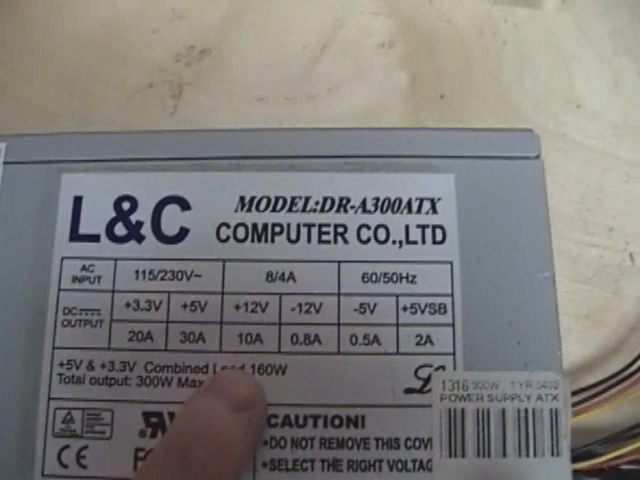 L&C
MODEL:DR-A300ATX
COMPUTER CO.,LTD
AC INPUT 115/230V~ 8/4A 60/50Hz
DC OUTPUT +3.3V +5V +12V -12V -5V +5VSB
20A 30A 10A 0.8A 0.5A 2A
+5V & +3.3V Combined Load 160W
Total output: 300W Max
1316 300W 1YR 0402
POWER SUPPLY ATX
CAUTION!
•DO NOT REMOVE THIS COV
CE
•SELECT THE RIGHT VOLTAG